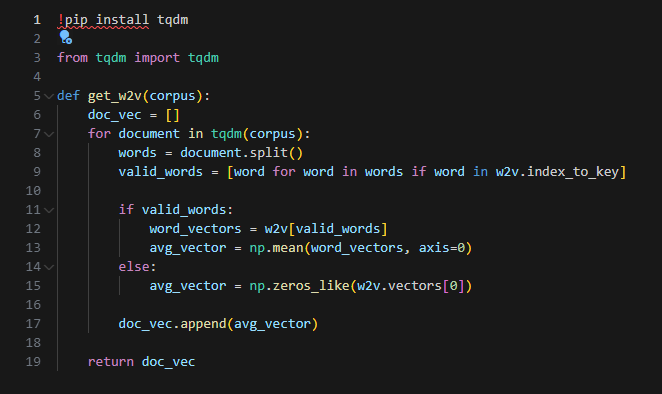 1 !pip install tqdm
2
3 from tqdm import tqdm
4
5 def get_w2v(corpus):
6     doc_vec = []
7     for document in tqdm(corpus):
8         words = document.split()
9         valid_words = [word for word in words if word in w2v.index_to_key]
10
11         if valid_words:
12             word_vectors = w2v[valid_words]
13             avg_vector = np.mean(word_vectors, axis=0)
14         else:
15             avg_vector = np.zeros_like(w2v.vectors[0])
16
17         doc_vec.append(avg_vector)
18
19     return doc_vec